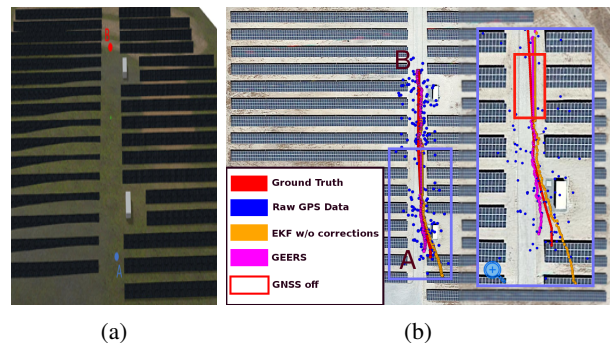 B
A
B
A
Ground Truth
Raw GPS Data
EKF w/o corrections
GEERS
GNSS off
(a)
(b)